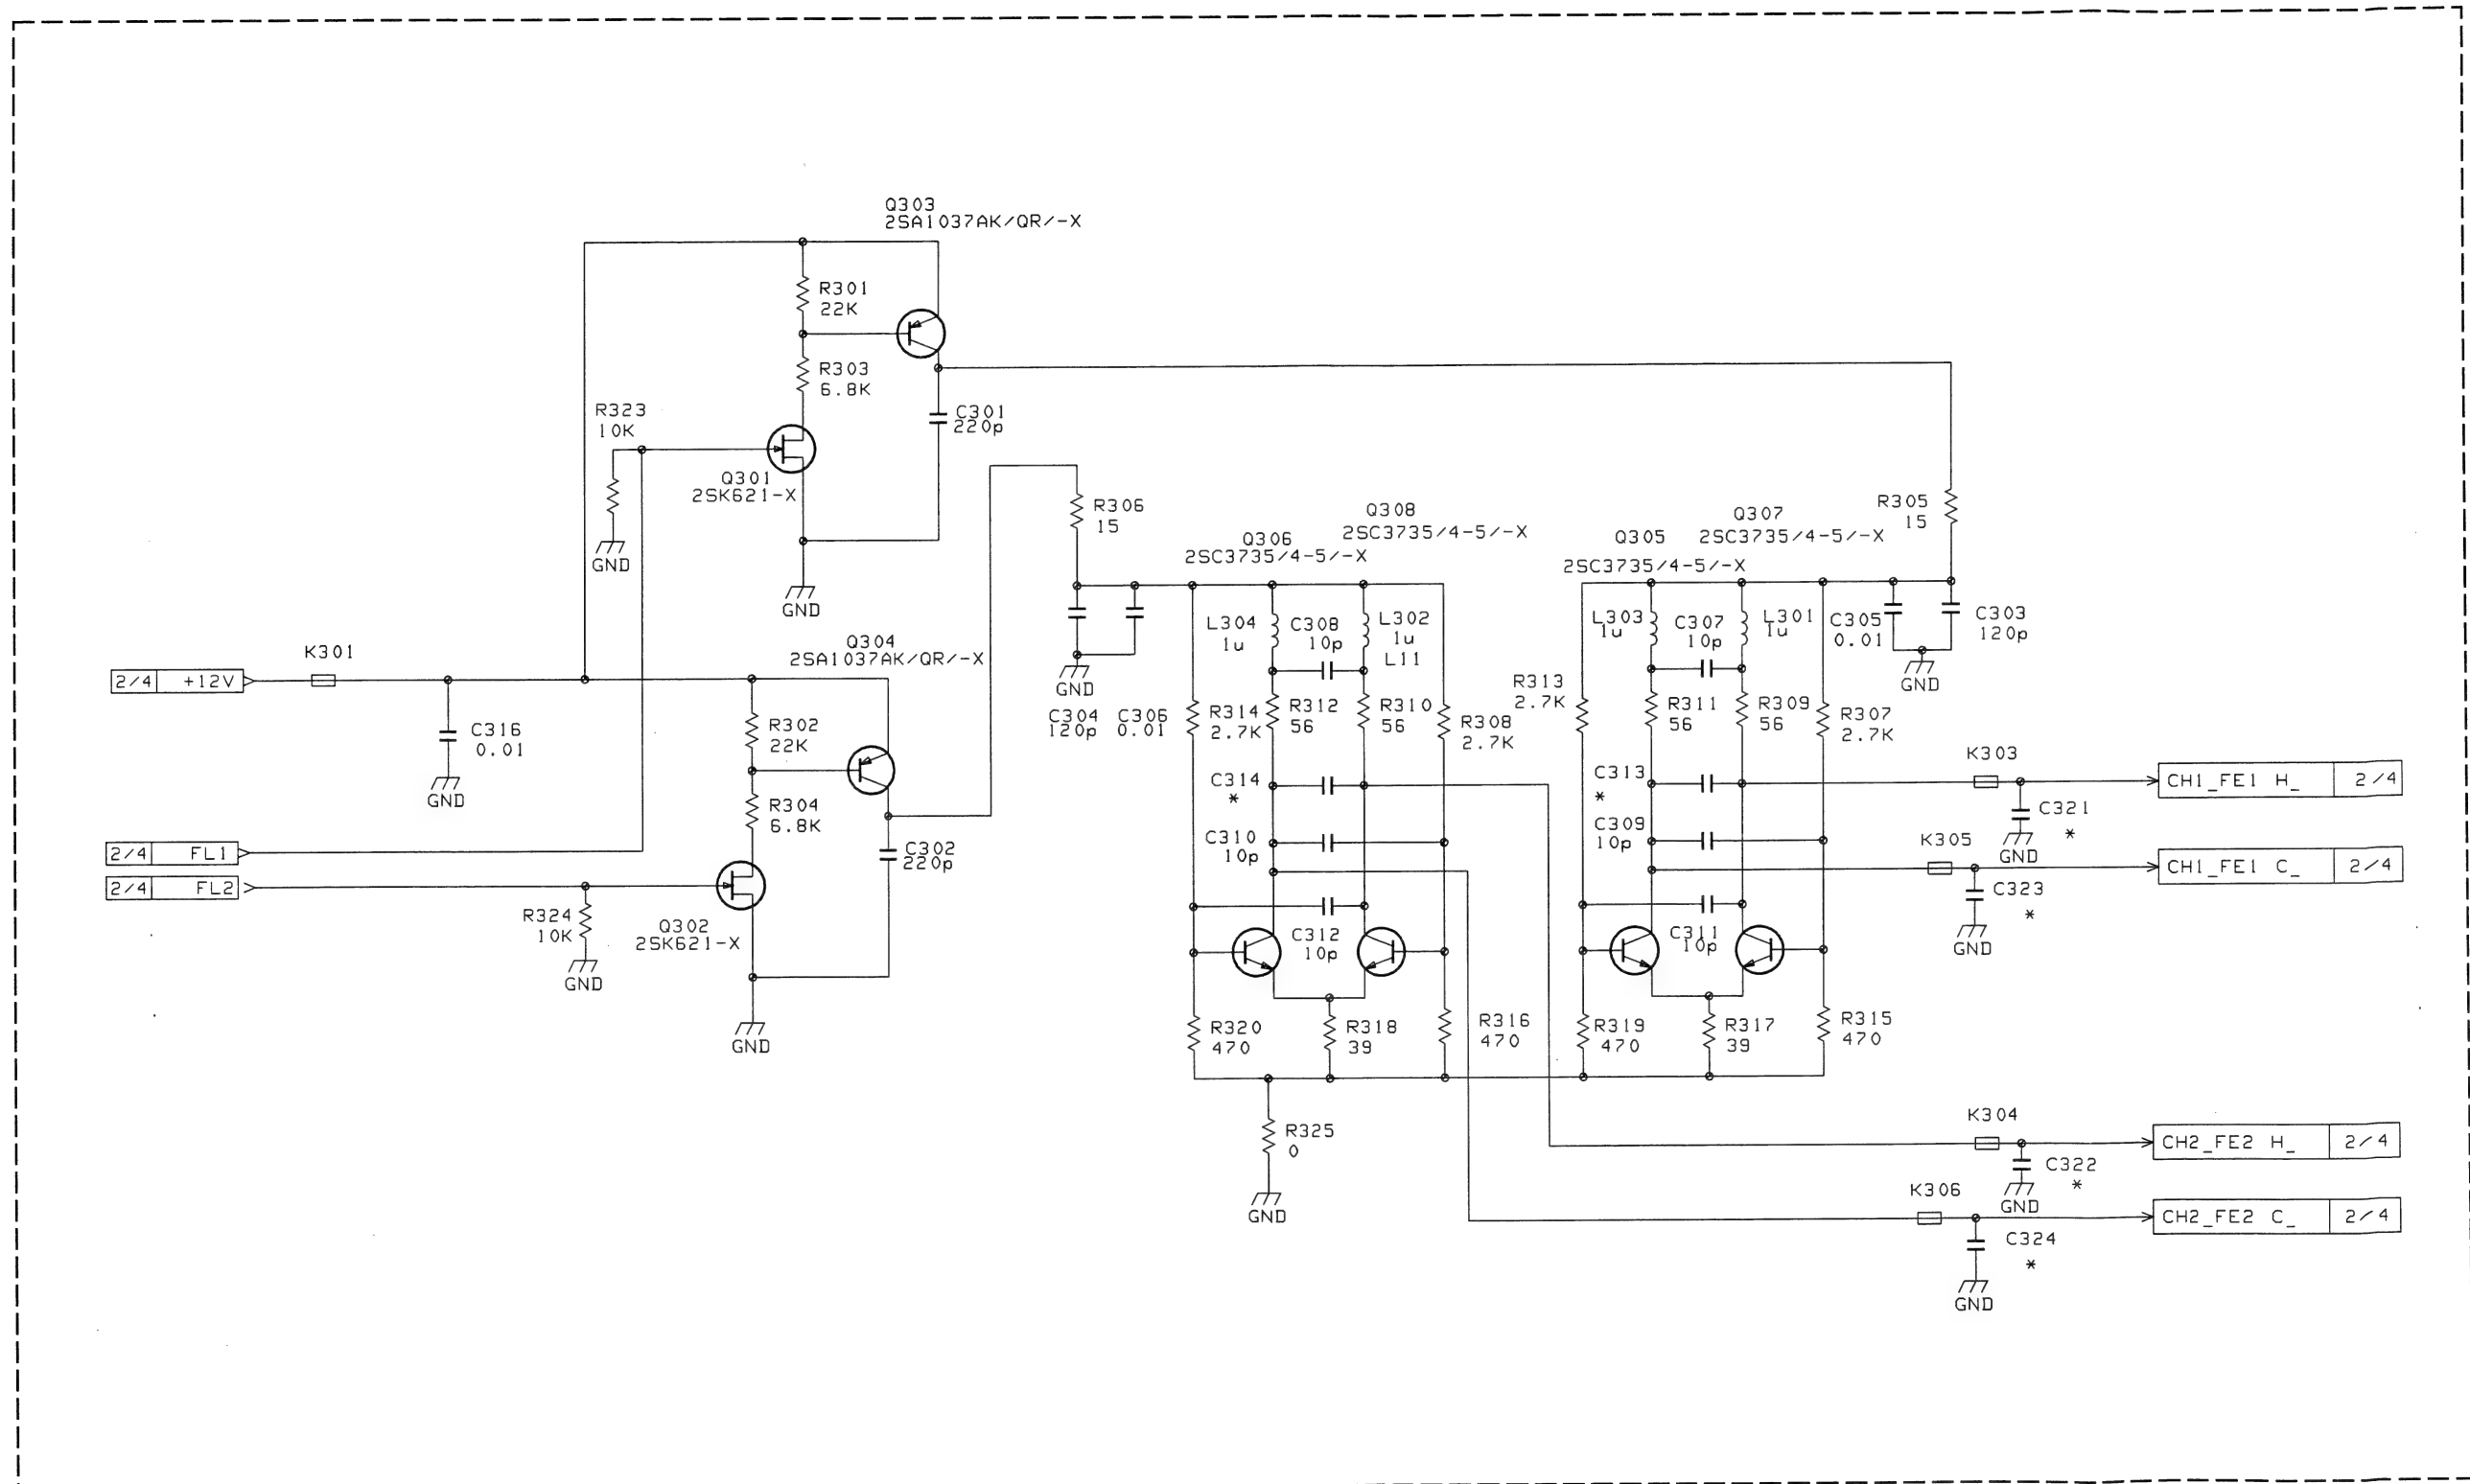 Q303
2SA1037AK/QR/-X
R301
22K
R303
6.8K
R323
10K
C301
220p
Q301
2SK621-X
GND
GND
R306
15
Q308
2SC3735/4-5/-X
Q306
2SC3735/4-5/-X
Q307
2SC3735/4-5/-X
Q305
2SC3735/4-5/-X
R305
15
K301
2/4 +12V
Q304
2SA1037AK/QR/-X
C316
0.01
GND
R302
22K
R304
6.8K
C302
220p
2/4 FL1
2/4 FL2
R324
10K
GND
Q302
2SK621-X
GND
GND
C304
120p
C306
0.01
L304
1u
C308
10p
L302
1u
L11
R314
2.7K
R312
56
R310
56
R308
2.7K
C314
*
C310
10p
C312
10p
R320
470
R318
39
R316
470
R325
0
GND
L303
1u
C307
10p
L301
1u
C305
0.01
C303
120p
GND
R313
2.7K
R311
56
R309
56
R307
2.7K
C313
*
C309
10p
C311
10p
R319
470
R317
39
R315
470
K303
CH1_FE1 H_ 2/4
C321
*
GND
K305
CH1_FE1 C_ 2/4
C323
*
GND
K304
CH2_FE2 H_ 2/4
C322
*
GND
K306
CH2_FE2 C_ 2/4
C324
*
GND